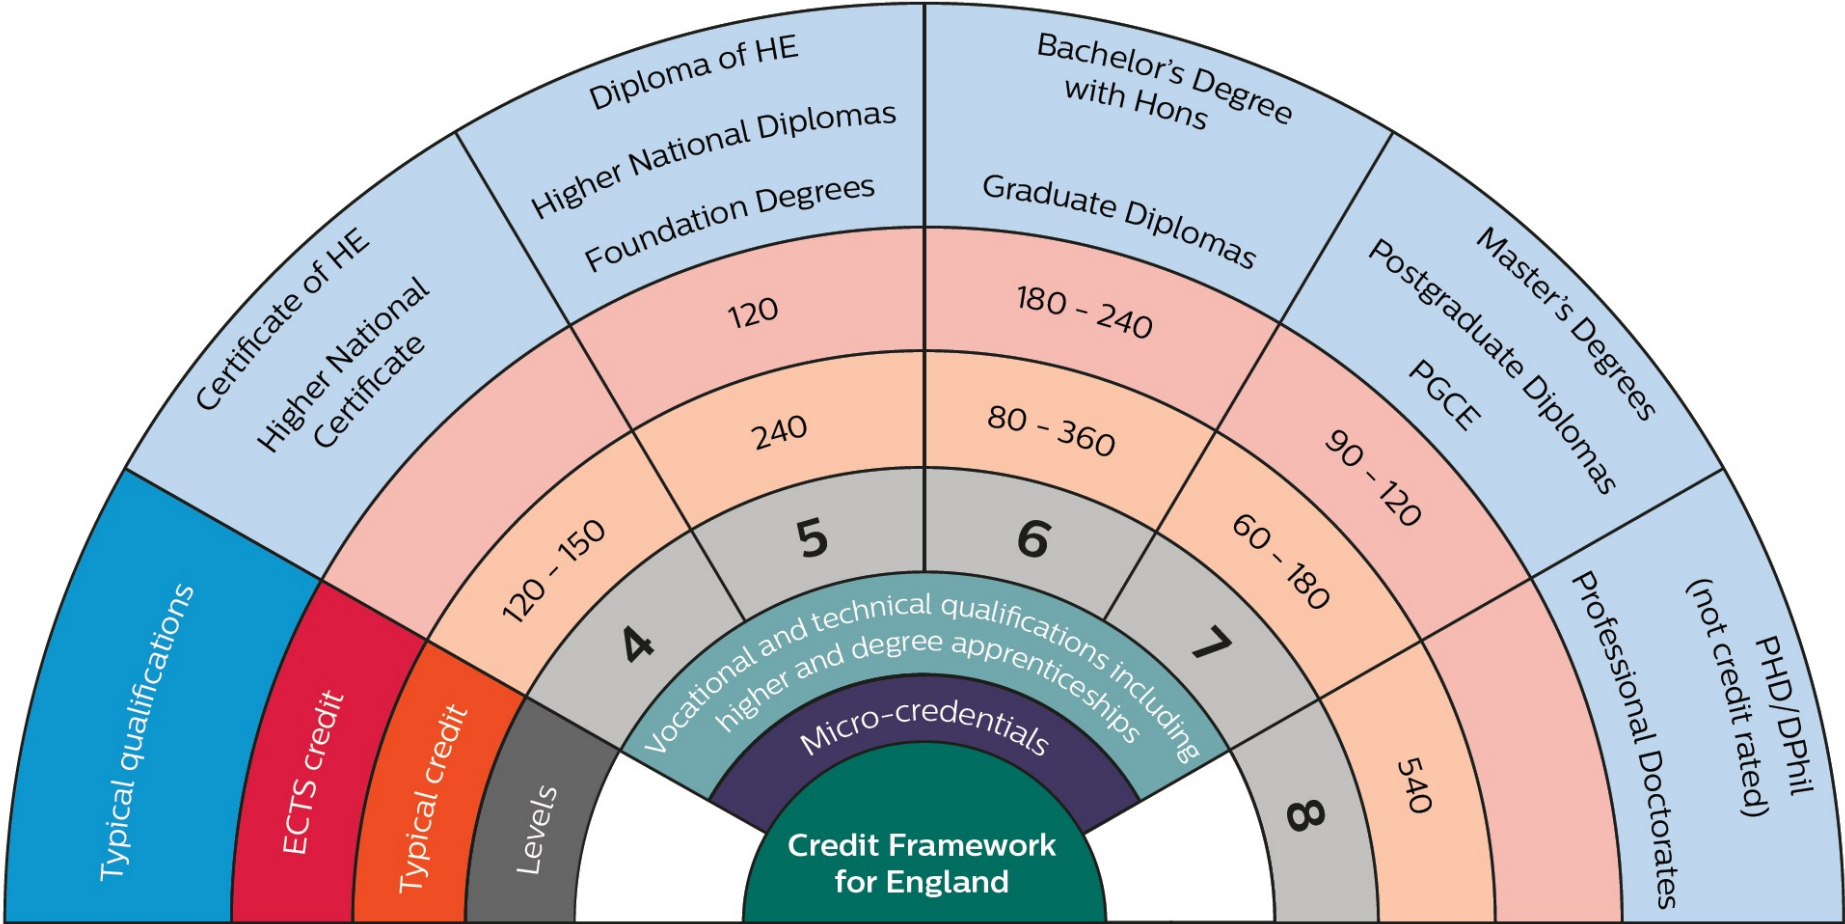 Typical qualifications
ECTS credit
Typical credit
Levels
Certificate of HE
Higher National
Certificate
120 - 150
4
Diploma of HE
Higher National Diplomas
Foundation Degrees
120
240
5
Bachelor's Degree
with Hons
Graduate Diplomas
180 - 240
80 - 360
6
Master's Degrees
Postgraduate Diplomas
PGCE
90 - 120
60 - 180
7
PHD/DPhil
(not credit rated)
Professional Doctorates
540
8
Vocational and technical qualifications including
higher and degree apprenticeships
Micro-credentials
Credit Framework
for England